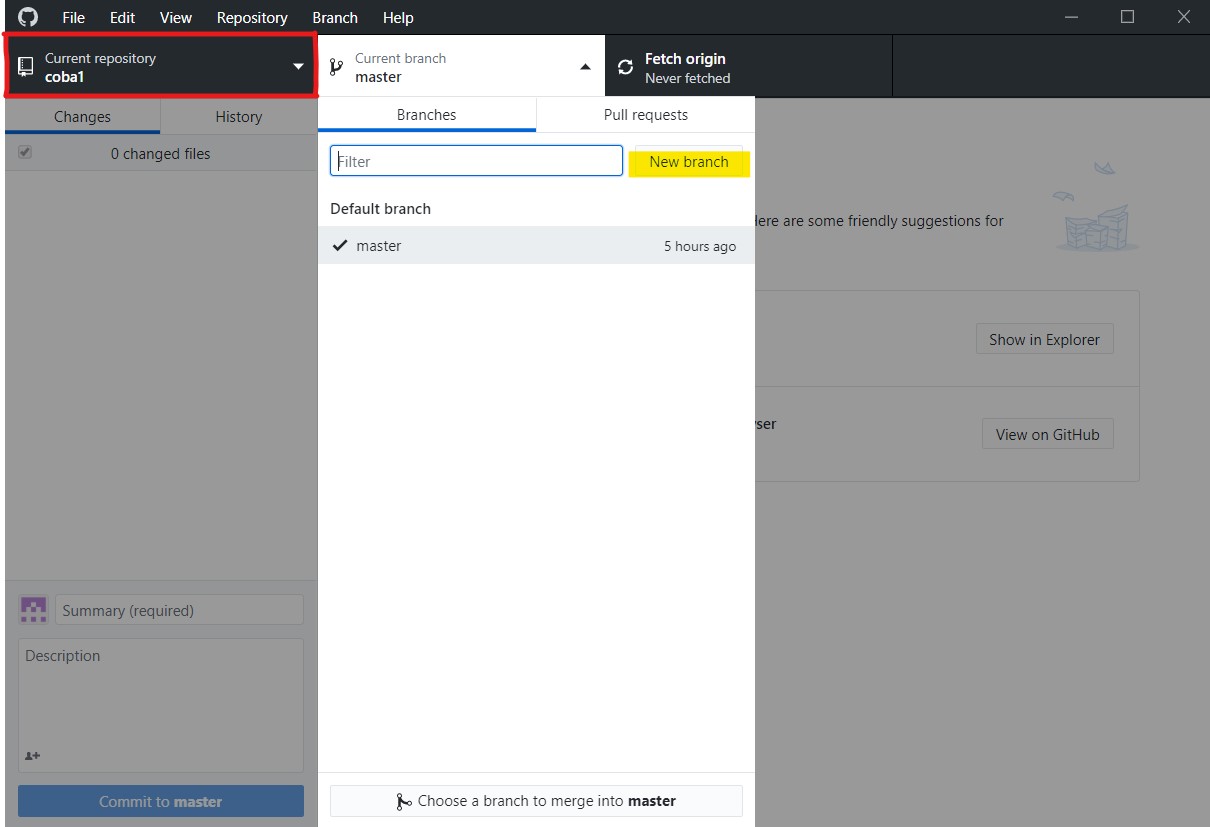 File Edit View Repository Branch Help
Current repository
coba1
Current branch
master
Fetch origin
Never fetched
Changes
History
Branches
Pull requests
0 changed files
Filter
New branch
Default branch
master
5 hours ago
Here are some friendly suggestions for
Show in Explorer
View on GitHub
Summary (required)
Description
Commit to master
Choose a branch to merge into master